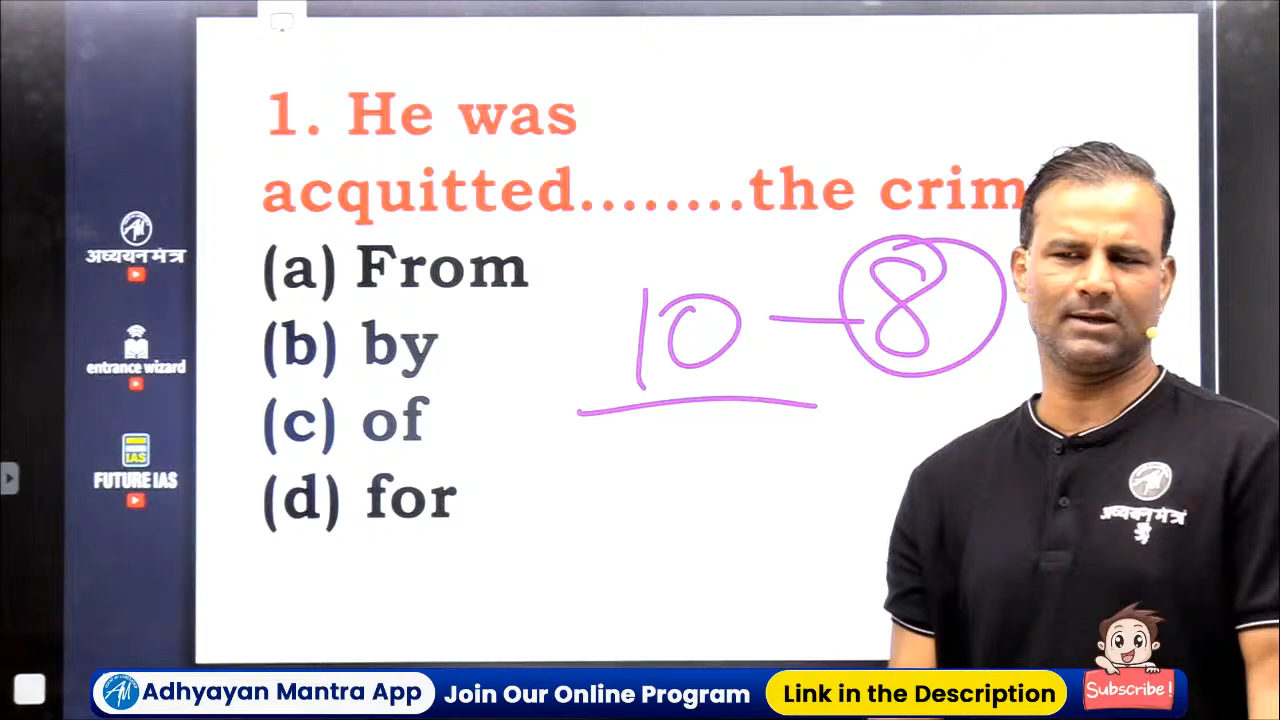 1. He was
acquitted........the crim
(a) From
(b) by
(c) of
(d) for
10 — 8
अध्ययन मंत्र
entrance wizard
IAS
FUTURE IAS
अध्ययन मंत्र
Adhyayan Mantra App
Join Our Online Program
Link in the Description
Subscribe!